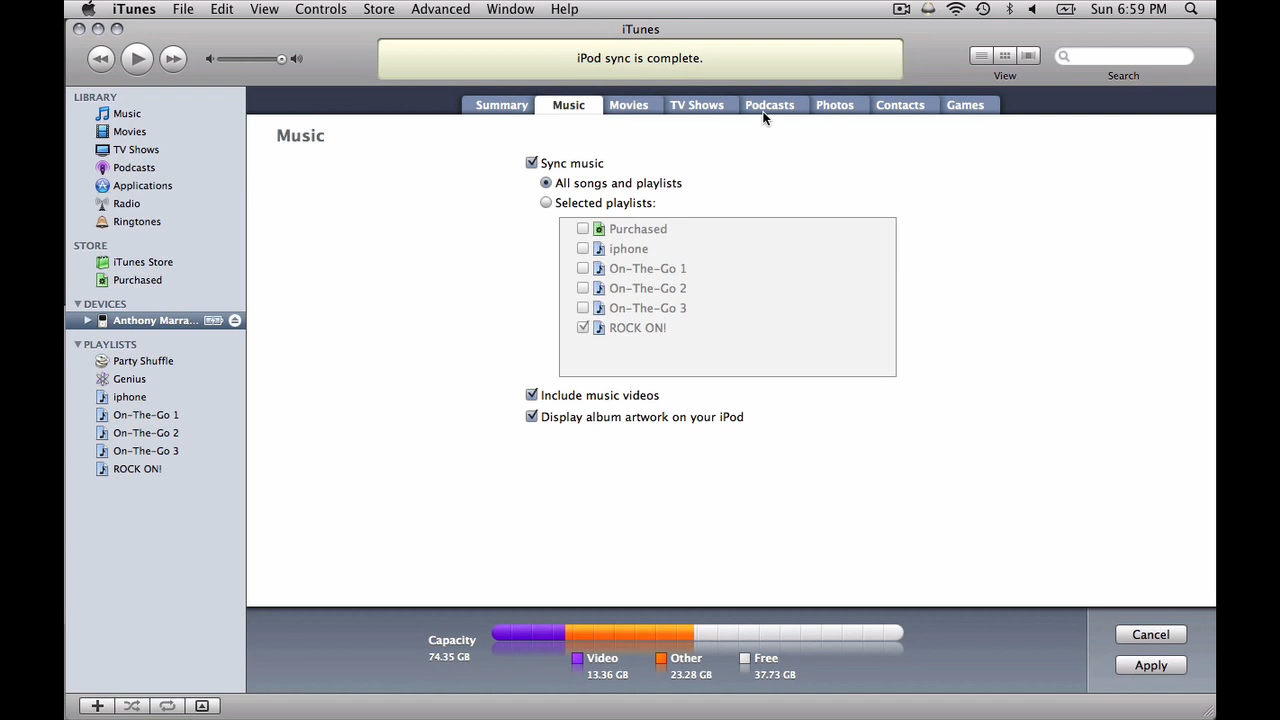 iTunes File Edit View Controls Store Advanced Window Help Sun 6:59 PM
iTunes
iPod sync is complete.
View
Search
LIBRARY
Music
Movies
TV Shows
Podcasts
Applications
Radio
Ringtones
STORE
iTunes Store
Purchased
DEVICES
Anthony Marra...
PLAYLISTS
Party Shuffle
Genius
iphone
On-The-Go 1
On-The-Go 2
On-The-Go 3
ROCK ON!
Summary Music Movies TV Shows Podcasts Photos Contacts Games
Music
Sync music
All songs and playlists
Selected playlists:
Purchased
iphone
On-The-Go 1
On-The-Go 2
On-The-Go 3
ROCK ON!
Include music videos
Display album artwork on your iPod
Capacity
74.35 GB
Video
13.36 GB
Other
23.28 GB
Free
37.73 GB
Cancel
Apply